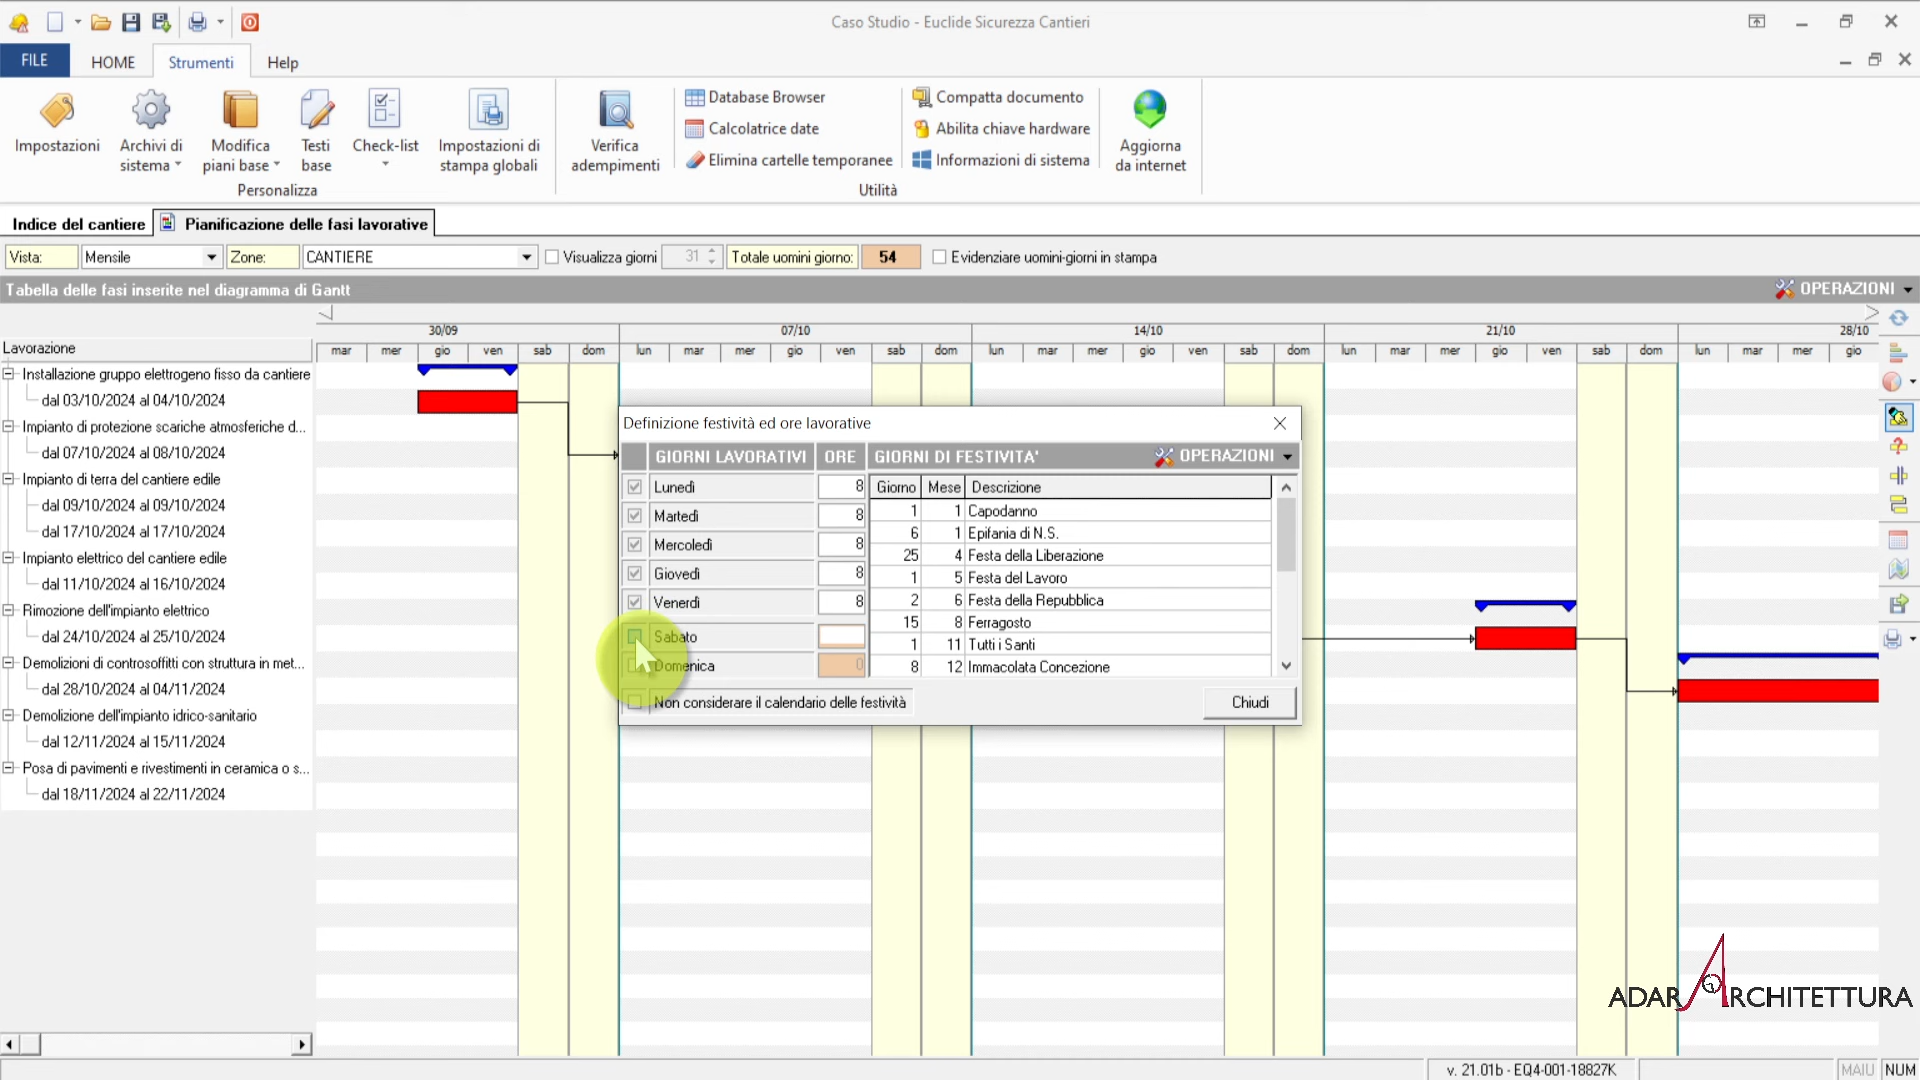 Caso Studio - Euclide Sicurezza Cantieri
FILE HOME Strumenti Help
Impostazioni
Archivi di sistema
Modifica piani base
Testi base
Check-list
Impostazioni di stampa globali
Personalizza
Verifica adempimenti
Database Browser
Calcolatrice date
Elimina cartelle temporanee
Compatta documento
Abilita chiave hardware
Informazioni di sistema
Utilità
Aggiorna da internet
Indice del cantiere Pianificazione delle fasi lavorative
Vista: Mensile Zone: CANTIERE Visualizza giorni 31 Totale uomini giorno: 54 Evidenziare uomini-giorni in stampa
Tabella delle fasi inserite nel diagramma di Gantt OPERAZIONI
30/09 07/10 14/10 21/10 28/10
Lavorazione mar mer gio ven sab dom lun mar mer gio ven sab dom lun mar mer gio ven sab dom lun mar mer gio ven sab dom lun mar mer gio
Installazione gruppo elettrogeno fisso da cantiere
dal 03/10/2024 al 04/10/2024
Impianto di protezione scariche atmosferiche d...
dal 07/10/2024 al 08/10/2024
Impianto di terra del cantiere edile
dal 09/10/2024 al 09/10/2024
dal 17/10/2024 al 17/10/2024
Impianto elettrico del cantiere edile
dal 11/10/2024 al 16/10/2024
Rimozione dell'impianto elettrico
dal 24/10/2024 al 25/10/2024
Demolizioni di controsoffitti con struttura in met...
dal 28/10/2024 al 04/11/2024
Demolizione dell'impianto idrico-sanitario
dal 12/11/2024 al 15/11/2024
Posa di pavimenti e rivestimenti in ceramica o s...
dal 18/11/2024 al 22/11/2024
Definizione festività ed ore lavorative
GIORNI LAVORATIVI ORE GIORNI DI FESTIVITA' OPERAZIONI
Lunedì 8
Martedì 8
Mercoledì 8
Giovedì 8
Venerdì 8
Sabato
Domenica 0
Giorno Mese Descrizione
1 1 Capodanno
6 1 Epifania di N.S.
25 4 Festa della Liberazione
1 5 Festa del Lavoro
2 6 Festa della Repubblica
15 8 Ferragosto
1 11 Tutti i Santi
8 12 Immacolata Concezione
Non considerare il calendario delle festività Chiudi
ADARARCHITETTURA
v. 21.01b - EQ4-001-18827K MAIU NUM